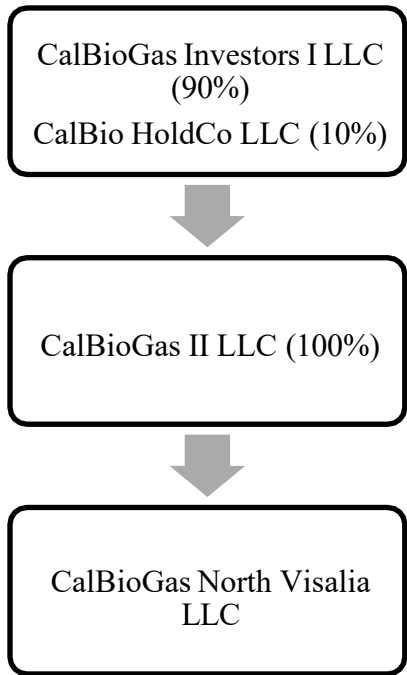 CalBioGas Investors I LLC
(90%)
CalBio HoldCo LLC (10%)
CalBioGas II LLC (100%)
CalBioGas North Visalia
LLC